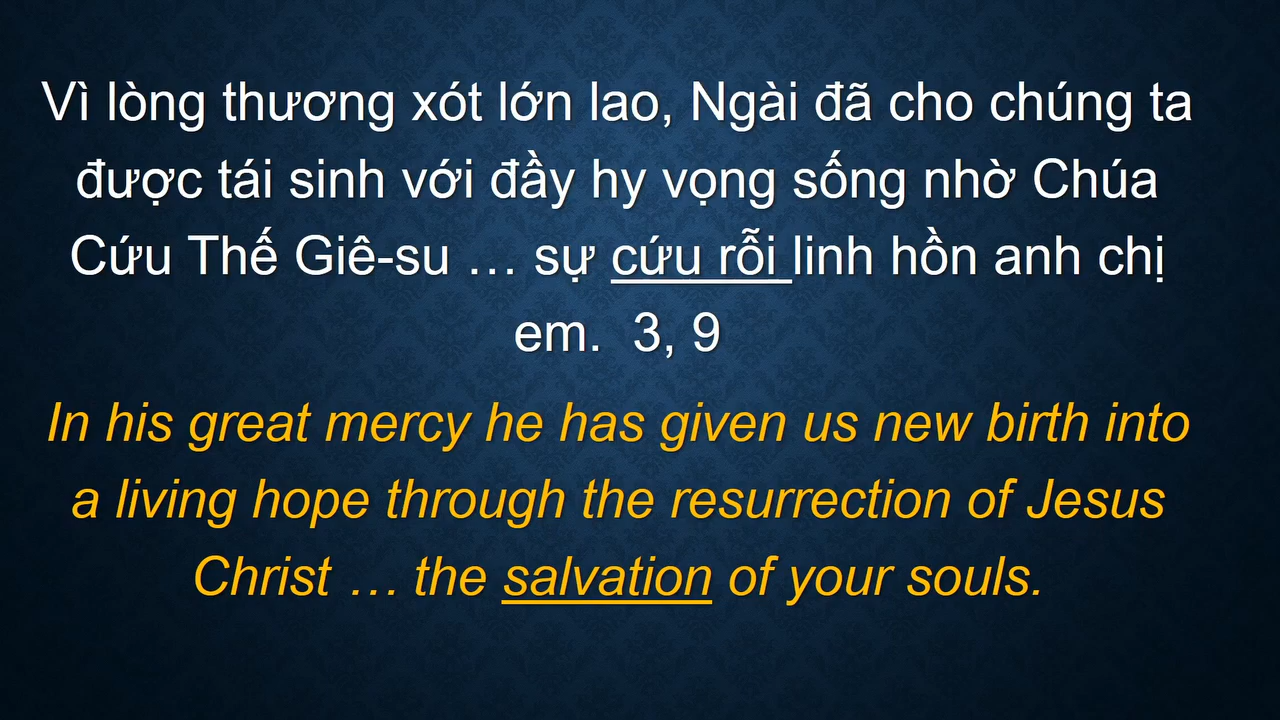 Vì lòng thương xót lớn lao, Ngài đã cho chúng ta
được tái sinh với đầy hy vọng sống nhờ Chúa
Cứu Thế Giê-su … sự cứu rỗi linh hồn anh chị
em.  3, 9
In his great mercy he has given us new birth into
a living hope through the resurrection of Jesus
Christ … the salvation of your souls.